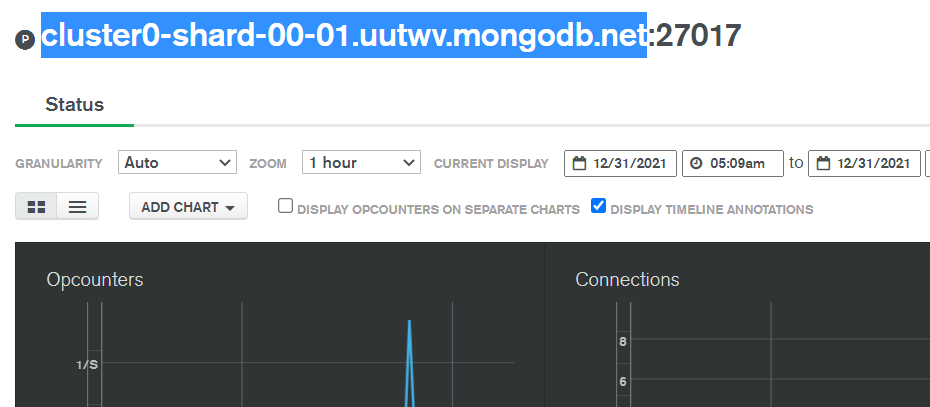 P cluster0-shard-00-01.uutwv.mongodb.net:27017
Status
GRANULARITY Auto ZOOM 1 hour CURRENT DISPLAY 12/31/2021 05:09am to 12/31/2021
ADD CHART DISPLAY OPCOUNTERS ON SEPARATE CHARTS DISPLAY TIMELINE ANNOTATIONS
Opcounters Connections
8
1/S
6